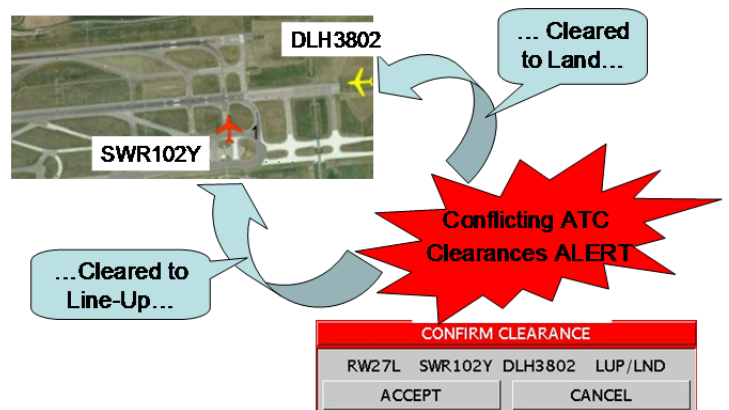 DLH3802
... Cleared
to Land...
1
SWR102Y
Conflicting ATC
Clearances ALERT
...Cleared to
Line-Up...
CONFIRM CLEARANCE
RW27L SWR102Y DLH3802 LUP/LND
ACCEPT CANCEL